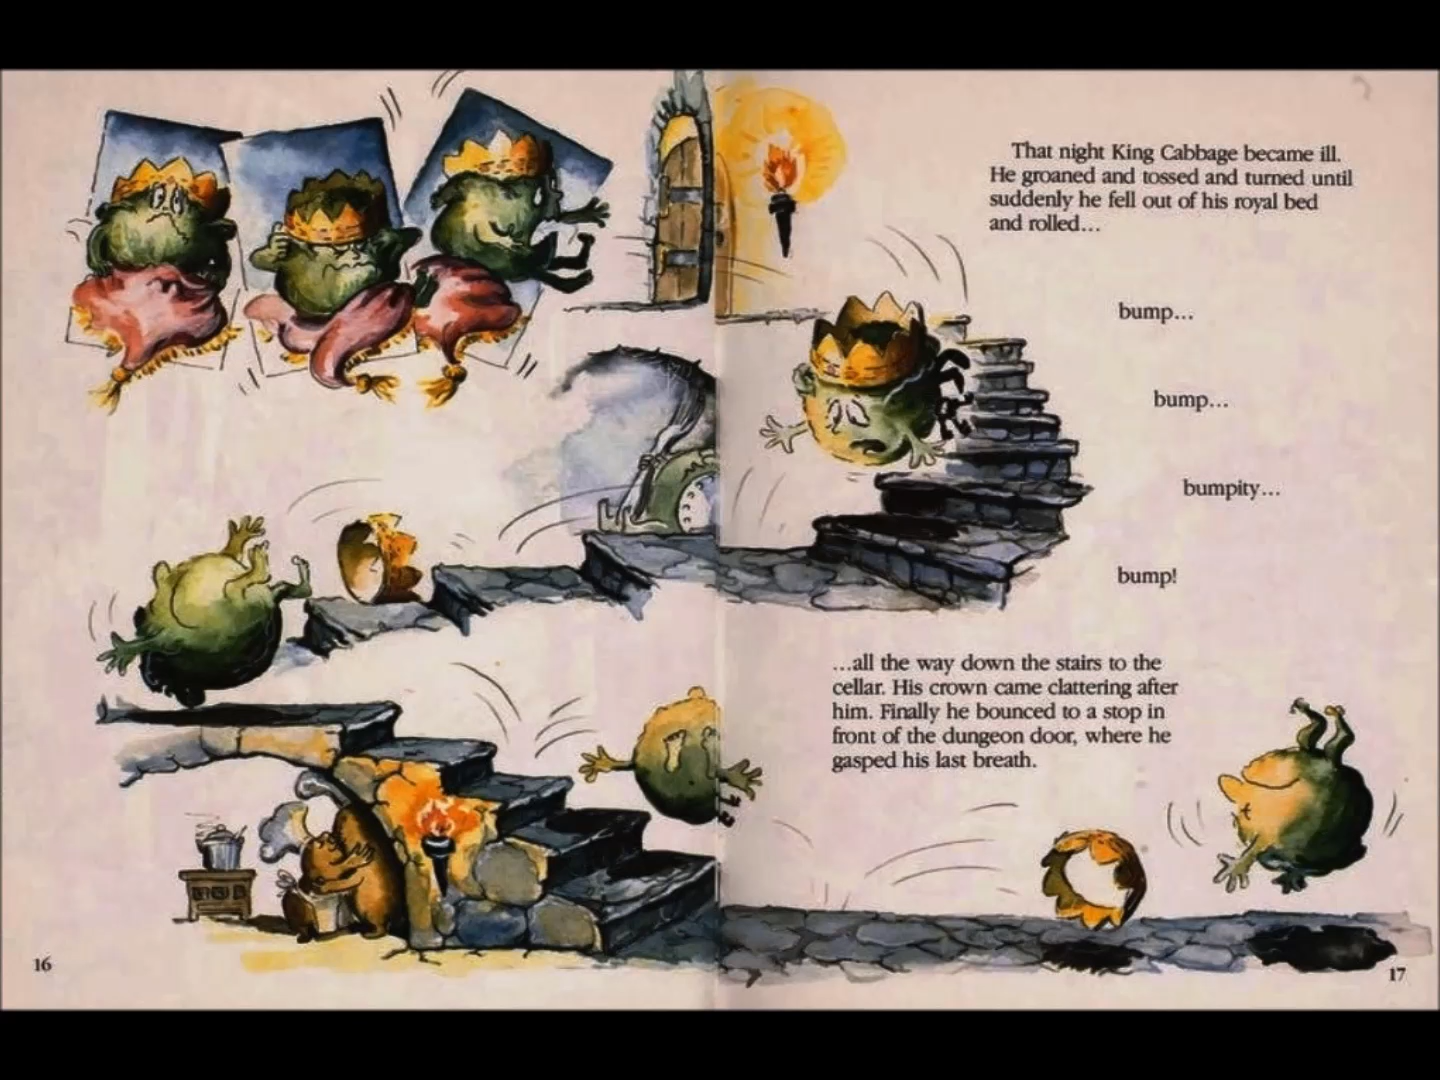 That night King Cabbage became ill.
He groaned and tossed and turned until
suddenly he fell out of his royal bed
and rolled...
bump...
bump...
bumpity...
bump!
...all the way down the stairs to the
cellar. His crown came clattering after
him. Finally he bounced to a stop in
front of the dungeon door, where he
gasped his last breath.
16
17